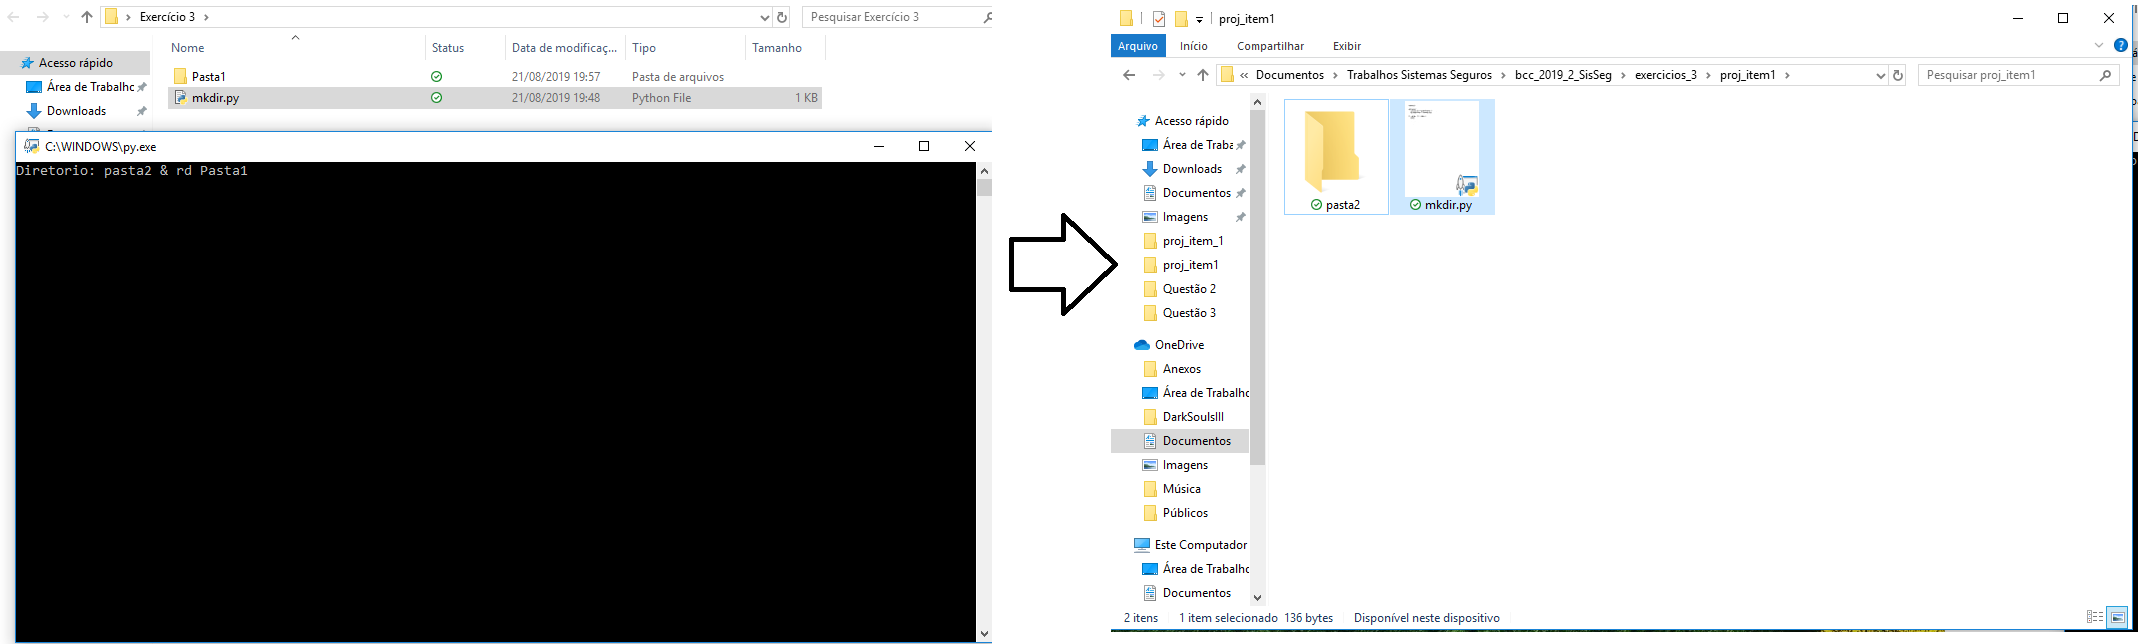 Exercício 3
Pesquisar Exercício 3
Nome Status Data de modificaç... Tipo Tamanho
Acesso rápido
Área de Trabalho
Downloads
Pasta1 21/08/2019 19:57 Pasta de arquivos
mkdir.py 21/08/2019 19:48 Python File 1 KB
C:\WINDOWS\py.exe
Diretorio: pasta2 & rd Pasta1
proj_item1
Arquivo Início Compartilhar Exibir
« Documentos > Trabalhos Sistemas Seguros > bcc_2019_2_SisSeg > exercicios_3 > proj_item1 >
Pesquisar proj_item1
Acesso rápido
Área de Traba
Downloads
Documentos
Imagens
proj_item_1
proj_item1
Questão 2
Questão 3
OneDrive
Anexos
Área de Trabalho
DarkSoulsIII
Documentos
Imagens
Música
Públicos
Este Computador
Área de Trabalho
Documentos
pasta2
mkdir.py
2 itens 1 item selecionado 136 bytes Disponível neste dispositivo